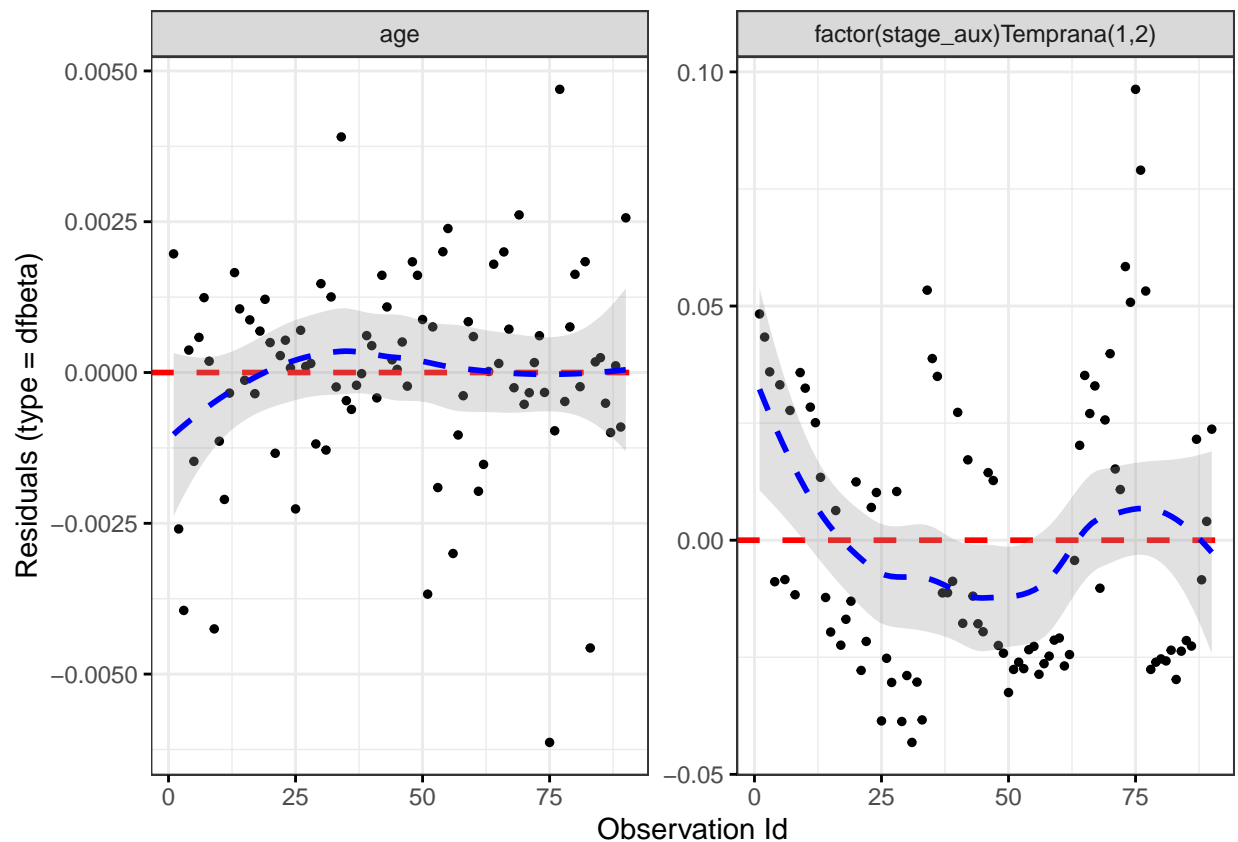 age
factor(stage_aux)Temprana(1,2)
Residuals (type = dfbeta)
0.0050
0.0025
0.0000
−0.0025
−0.0050
0.10
0.05
0.00
−0.05
0 25 50 75
0 25 50 75
Observation Id